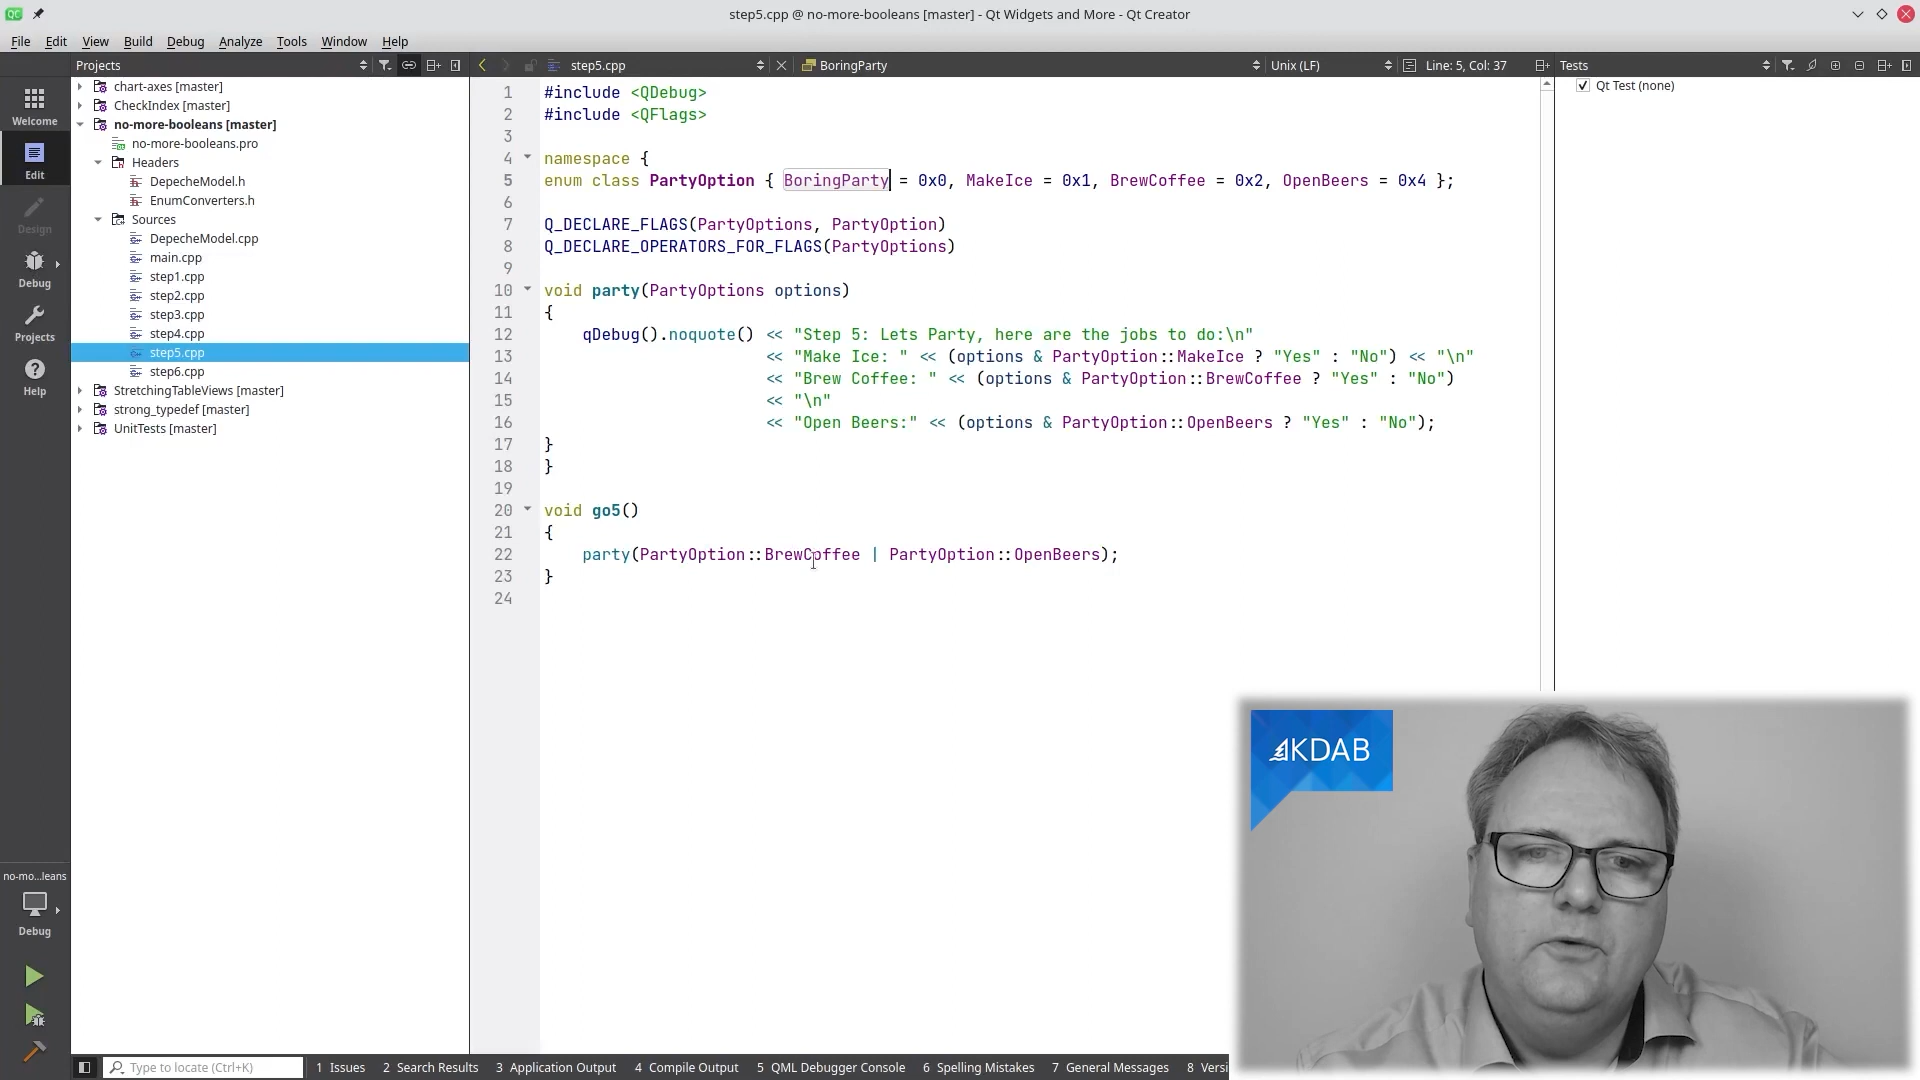 step5.cpp @ no-more-booleans [master] - Qt Widgets and More - Qt Creator
File Edit View Build Debug Analyze Tools Window Help
Projects
step5.cpp
BoringParty
Unix (LF)
Line: 5, Col: 37
Tests
Welcome
Edit
Design
Debug
Projects
Help
no-mo...leans
Debug
chart-axes [master]
CheckIndex [master]
no-more-booleans [master]
no-more-booleans.pro
Headers
DepecheModel.h
EnumConverters.h
Sources
DepecheModel.cpp
main.cpp
step1.cpp
step2.cpp
step3.cpp
step4.cpp
step5.cpp
step6.cpp
StretchingTableViews [master]
strong_typedef [master]
UnitTests [master]
1 #include <QDebug>
2 #include <QFlags>
3
4 namespace {
5 enum class PartyOption { BoringParty = 0x0, MakeIce = 0x1, BrewCoffee = 0x2, OpenBeers = 0x4 };
6
7 Q_DECLARE_FLAGS(PartyOptions, PartyOption)
8 Q_DECLARE_OPERATORS_FOR_FLAGS(PartyOptions)
9
10 void party(PartyOptions options)
11 {
12 qDebug().noquote() << "Step 5: Lets Party, here are the jobs to do:\n"
13 << "Make Ice: " << (options & PartyOption::MakeIce ? "Yes" : "No") << "\n"
14 << "Brew Coffee: " << (options & PartyOption::BrewCoffee ? "Yes" : "No")
15 << "\n"
16 << "Open Beers:" << (options & PartyOption::OpenBeers ? "Yes" : "No");
17 }
18 }
19
20 void go5()
21 {
22 party(PartyOption::BrewCoffee | PartyOption::OpenBeers);
23 }
24
Qt Test (none)
KDAB
Type to locate (Ctrl+K)
1 Issues 2 Search Results 3 Application Output 4 Compile Output 5 QML Debugger Console 6 Spelling Mistakes 7 General Messages 8 Versi